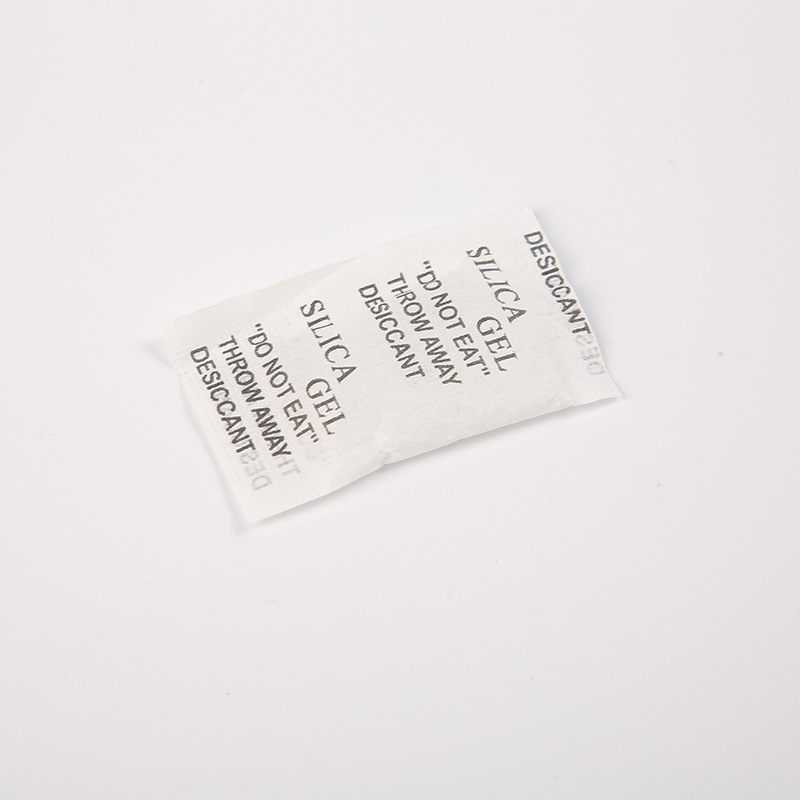 SILICA
GEL
"DO NOT EAT"
THROW AWAY
DESICCANT
SILICA
GEL
"DO NOT EAT"
THROW AWAY
DESICCANT
DESICCANT